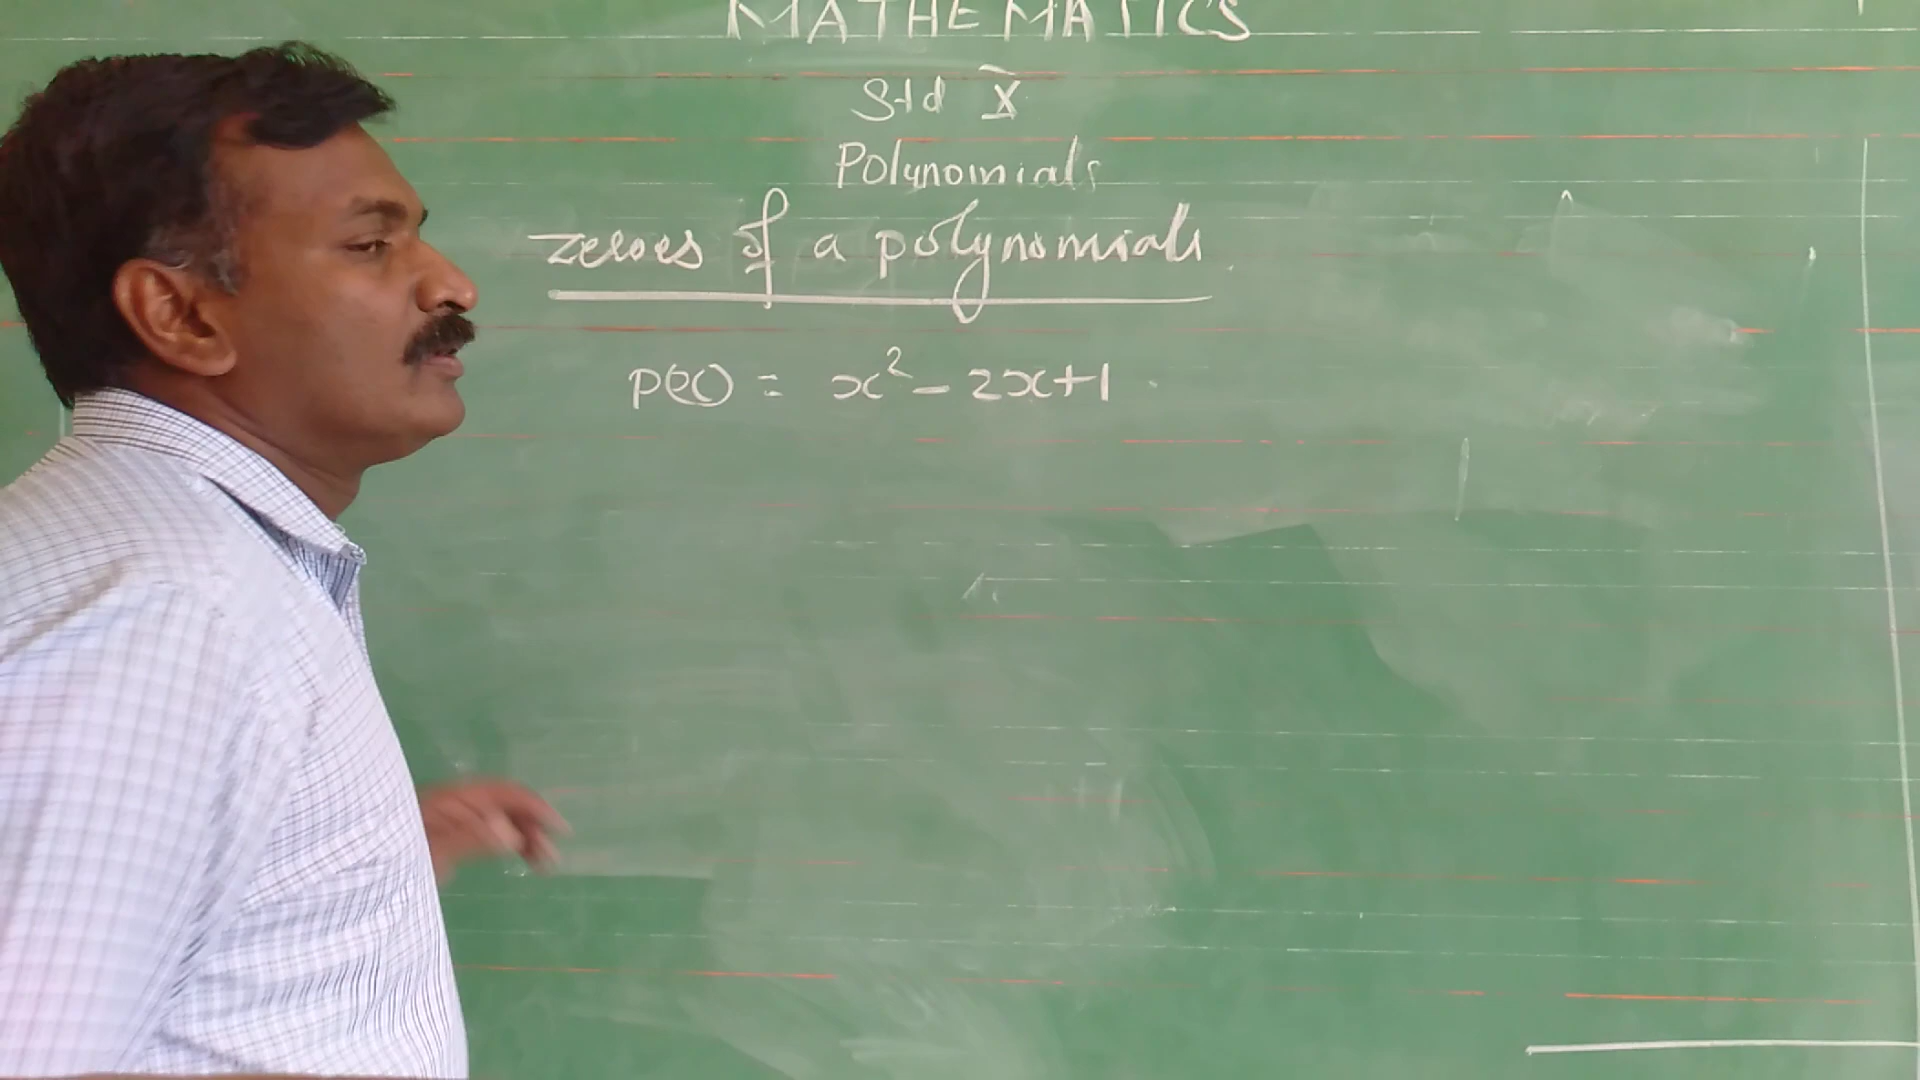 MATHEMATICS
Std X
Polynomials
zeroes of a polynomials.
p(x) = x² - 2x+1